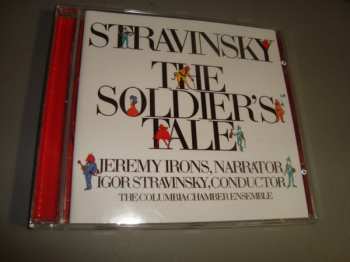 STRAVINSKY
THE
SOLDIER'S
TALE
JEREMY IRONS, NARRATOR
IGOR STRAVINSKY, CONDUCTOR
THE COLUMBIA CHAMBER ENSEMBLE